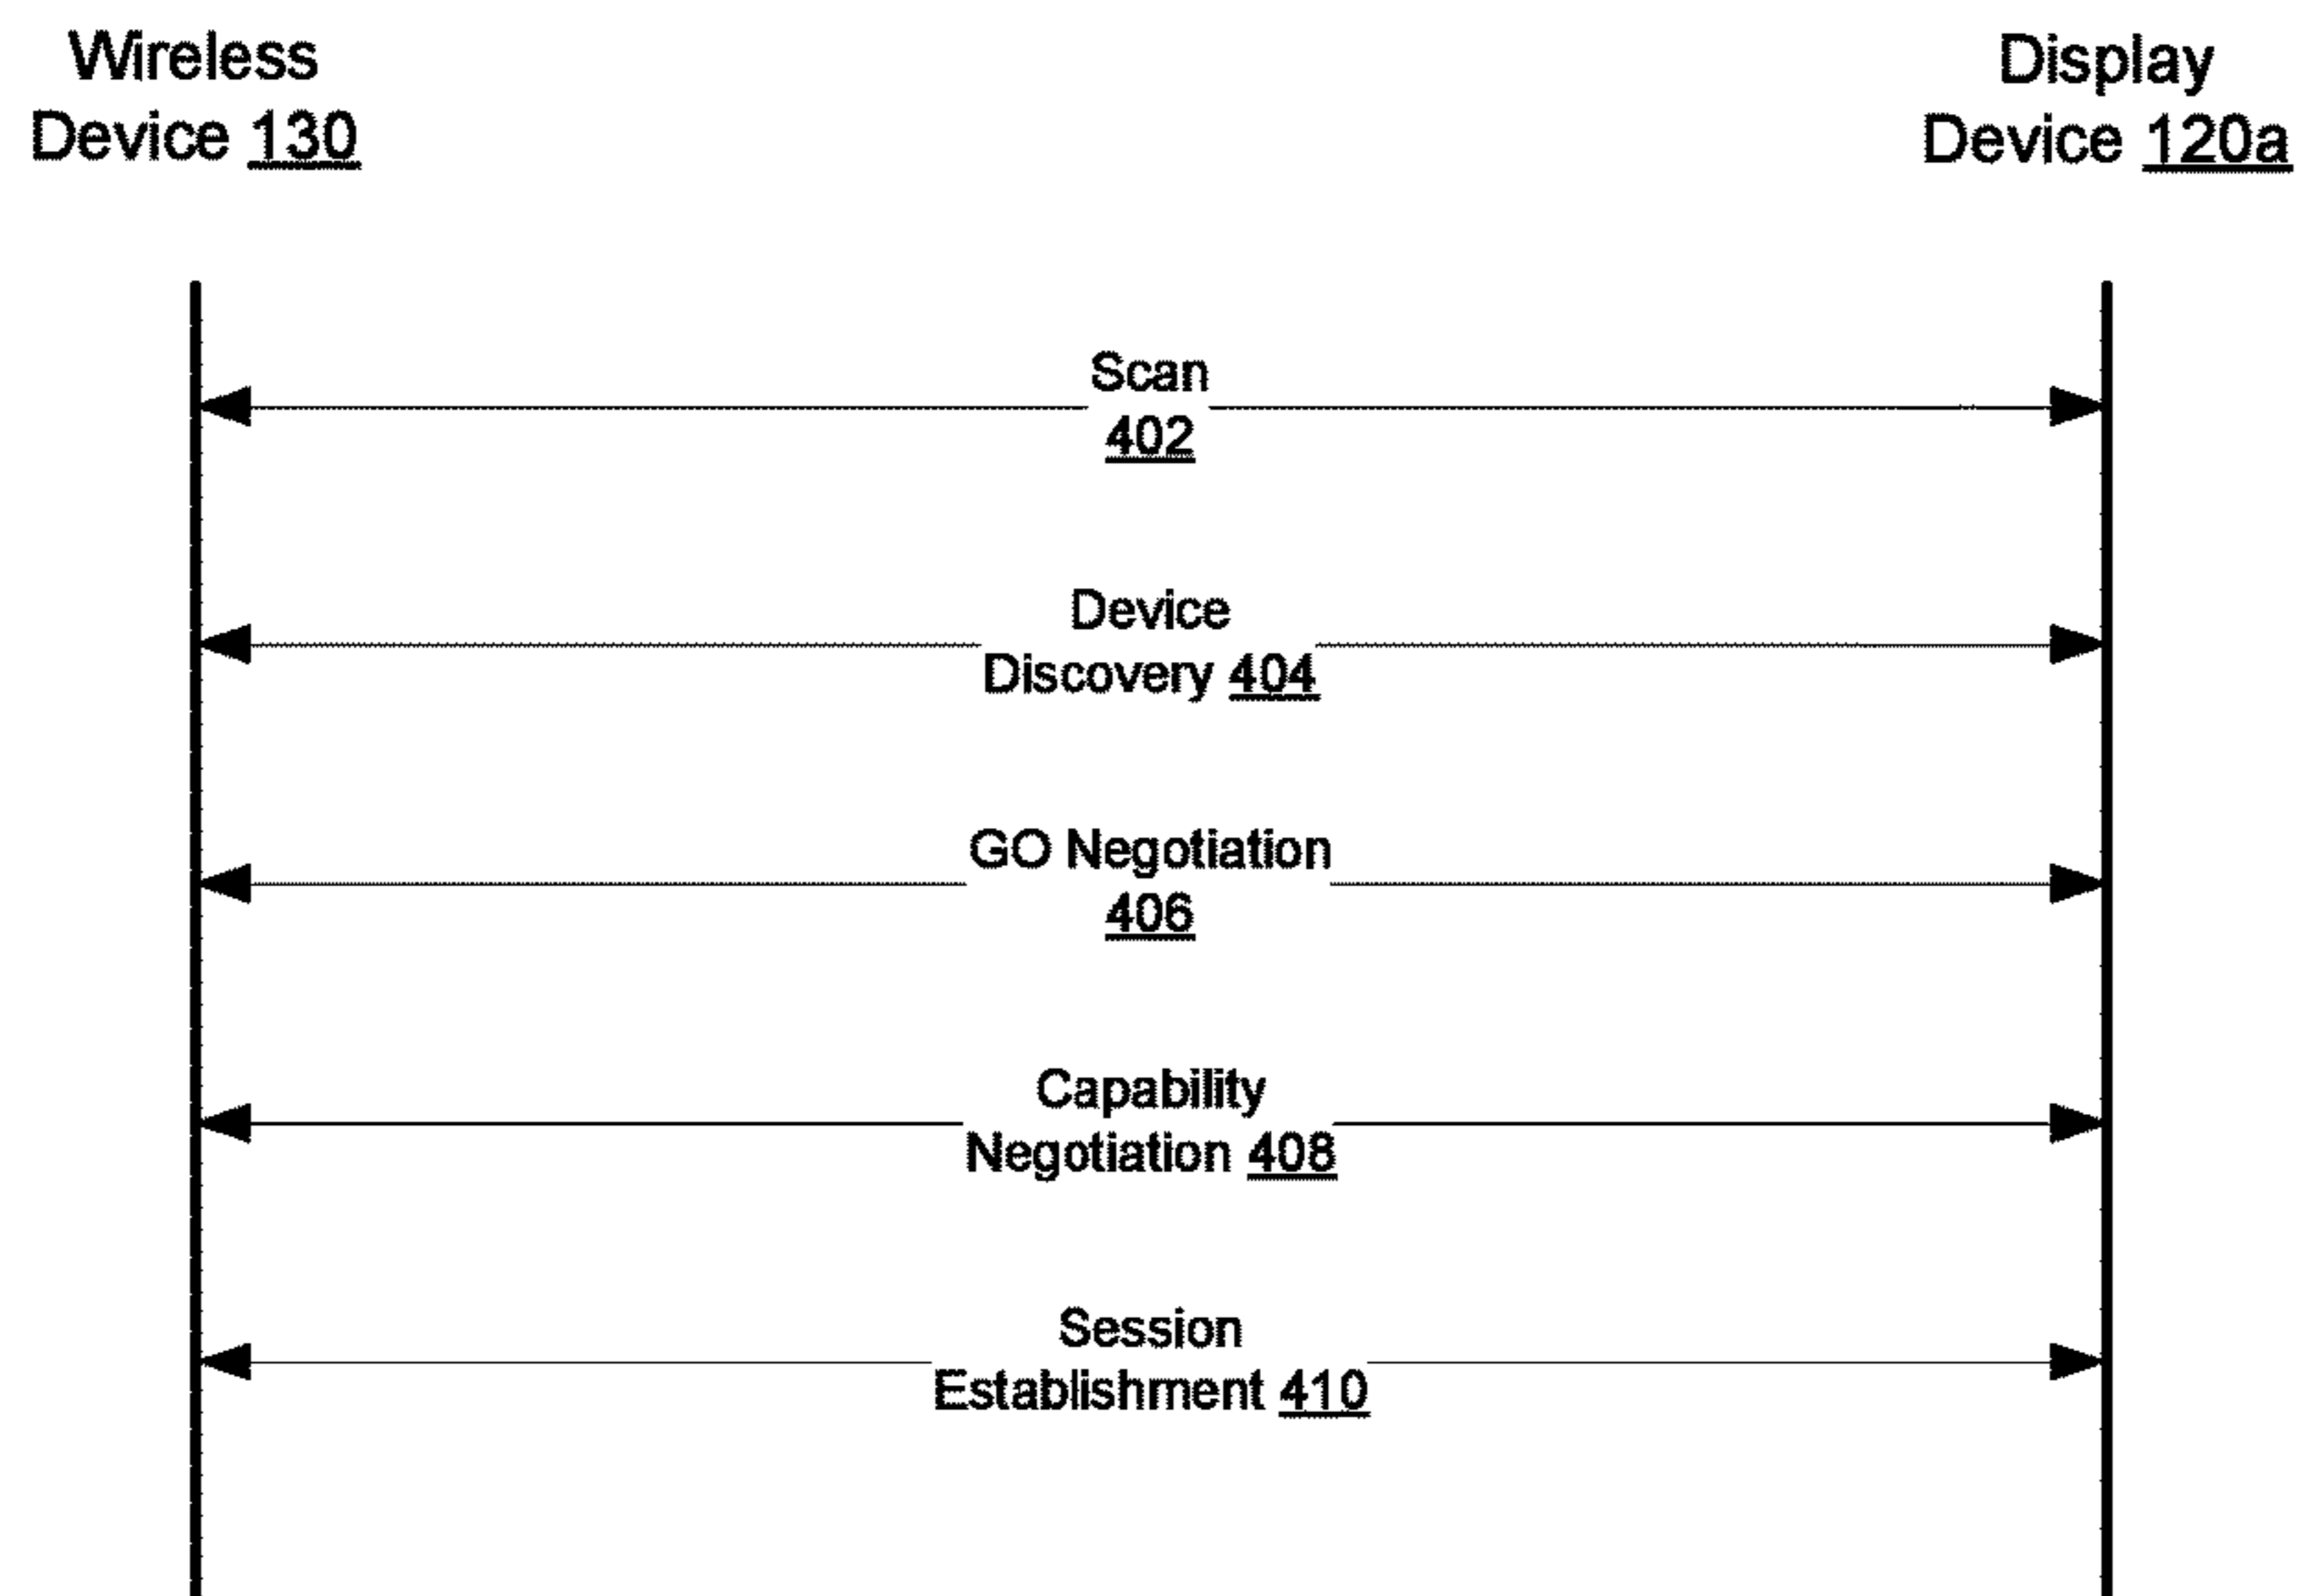 Wireless
Device 130
Display
Device 120a
Scan
402
Device
Discovery 404
GO Negotiation
406
Capability
Negotiation 408
Session
Establishment 410